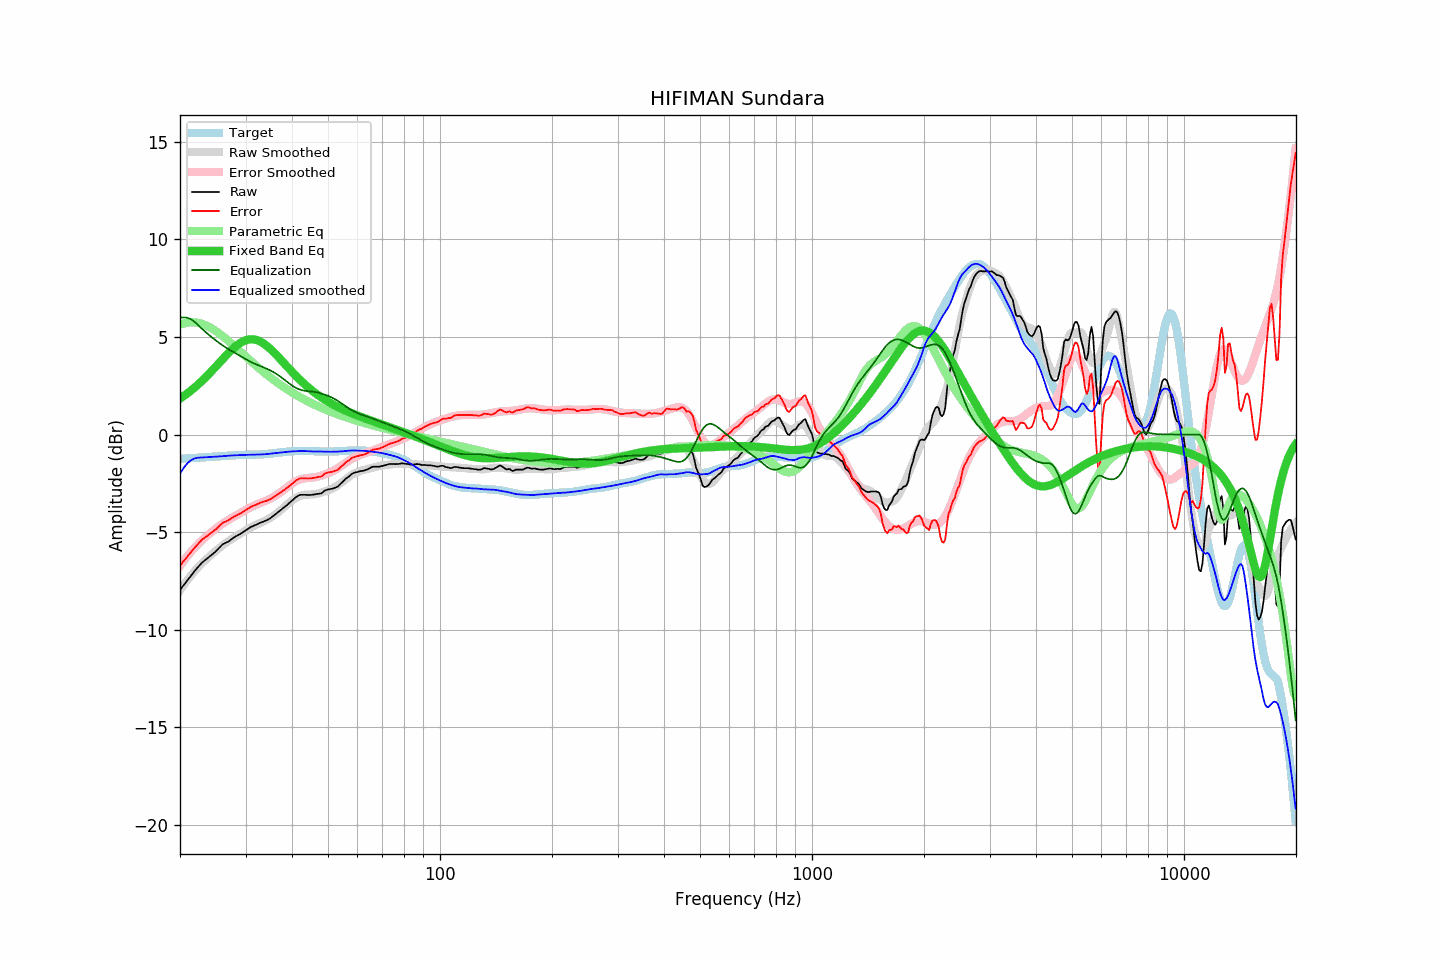 HIFIMAN Sundara
Target
Raw Smoothed
Error Smoothed
Raw
Error
Parametric Eq
Fixed Band Eq
Equalization
Equalized smoothed
15
10
5
0
−5
−10
−15
−20
Amplitude (dBr)
100
1000
10000
Frequency (Hz)